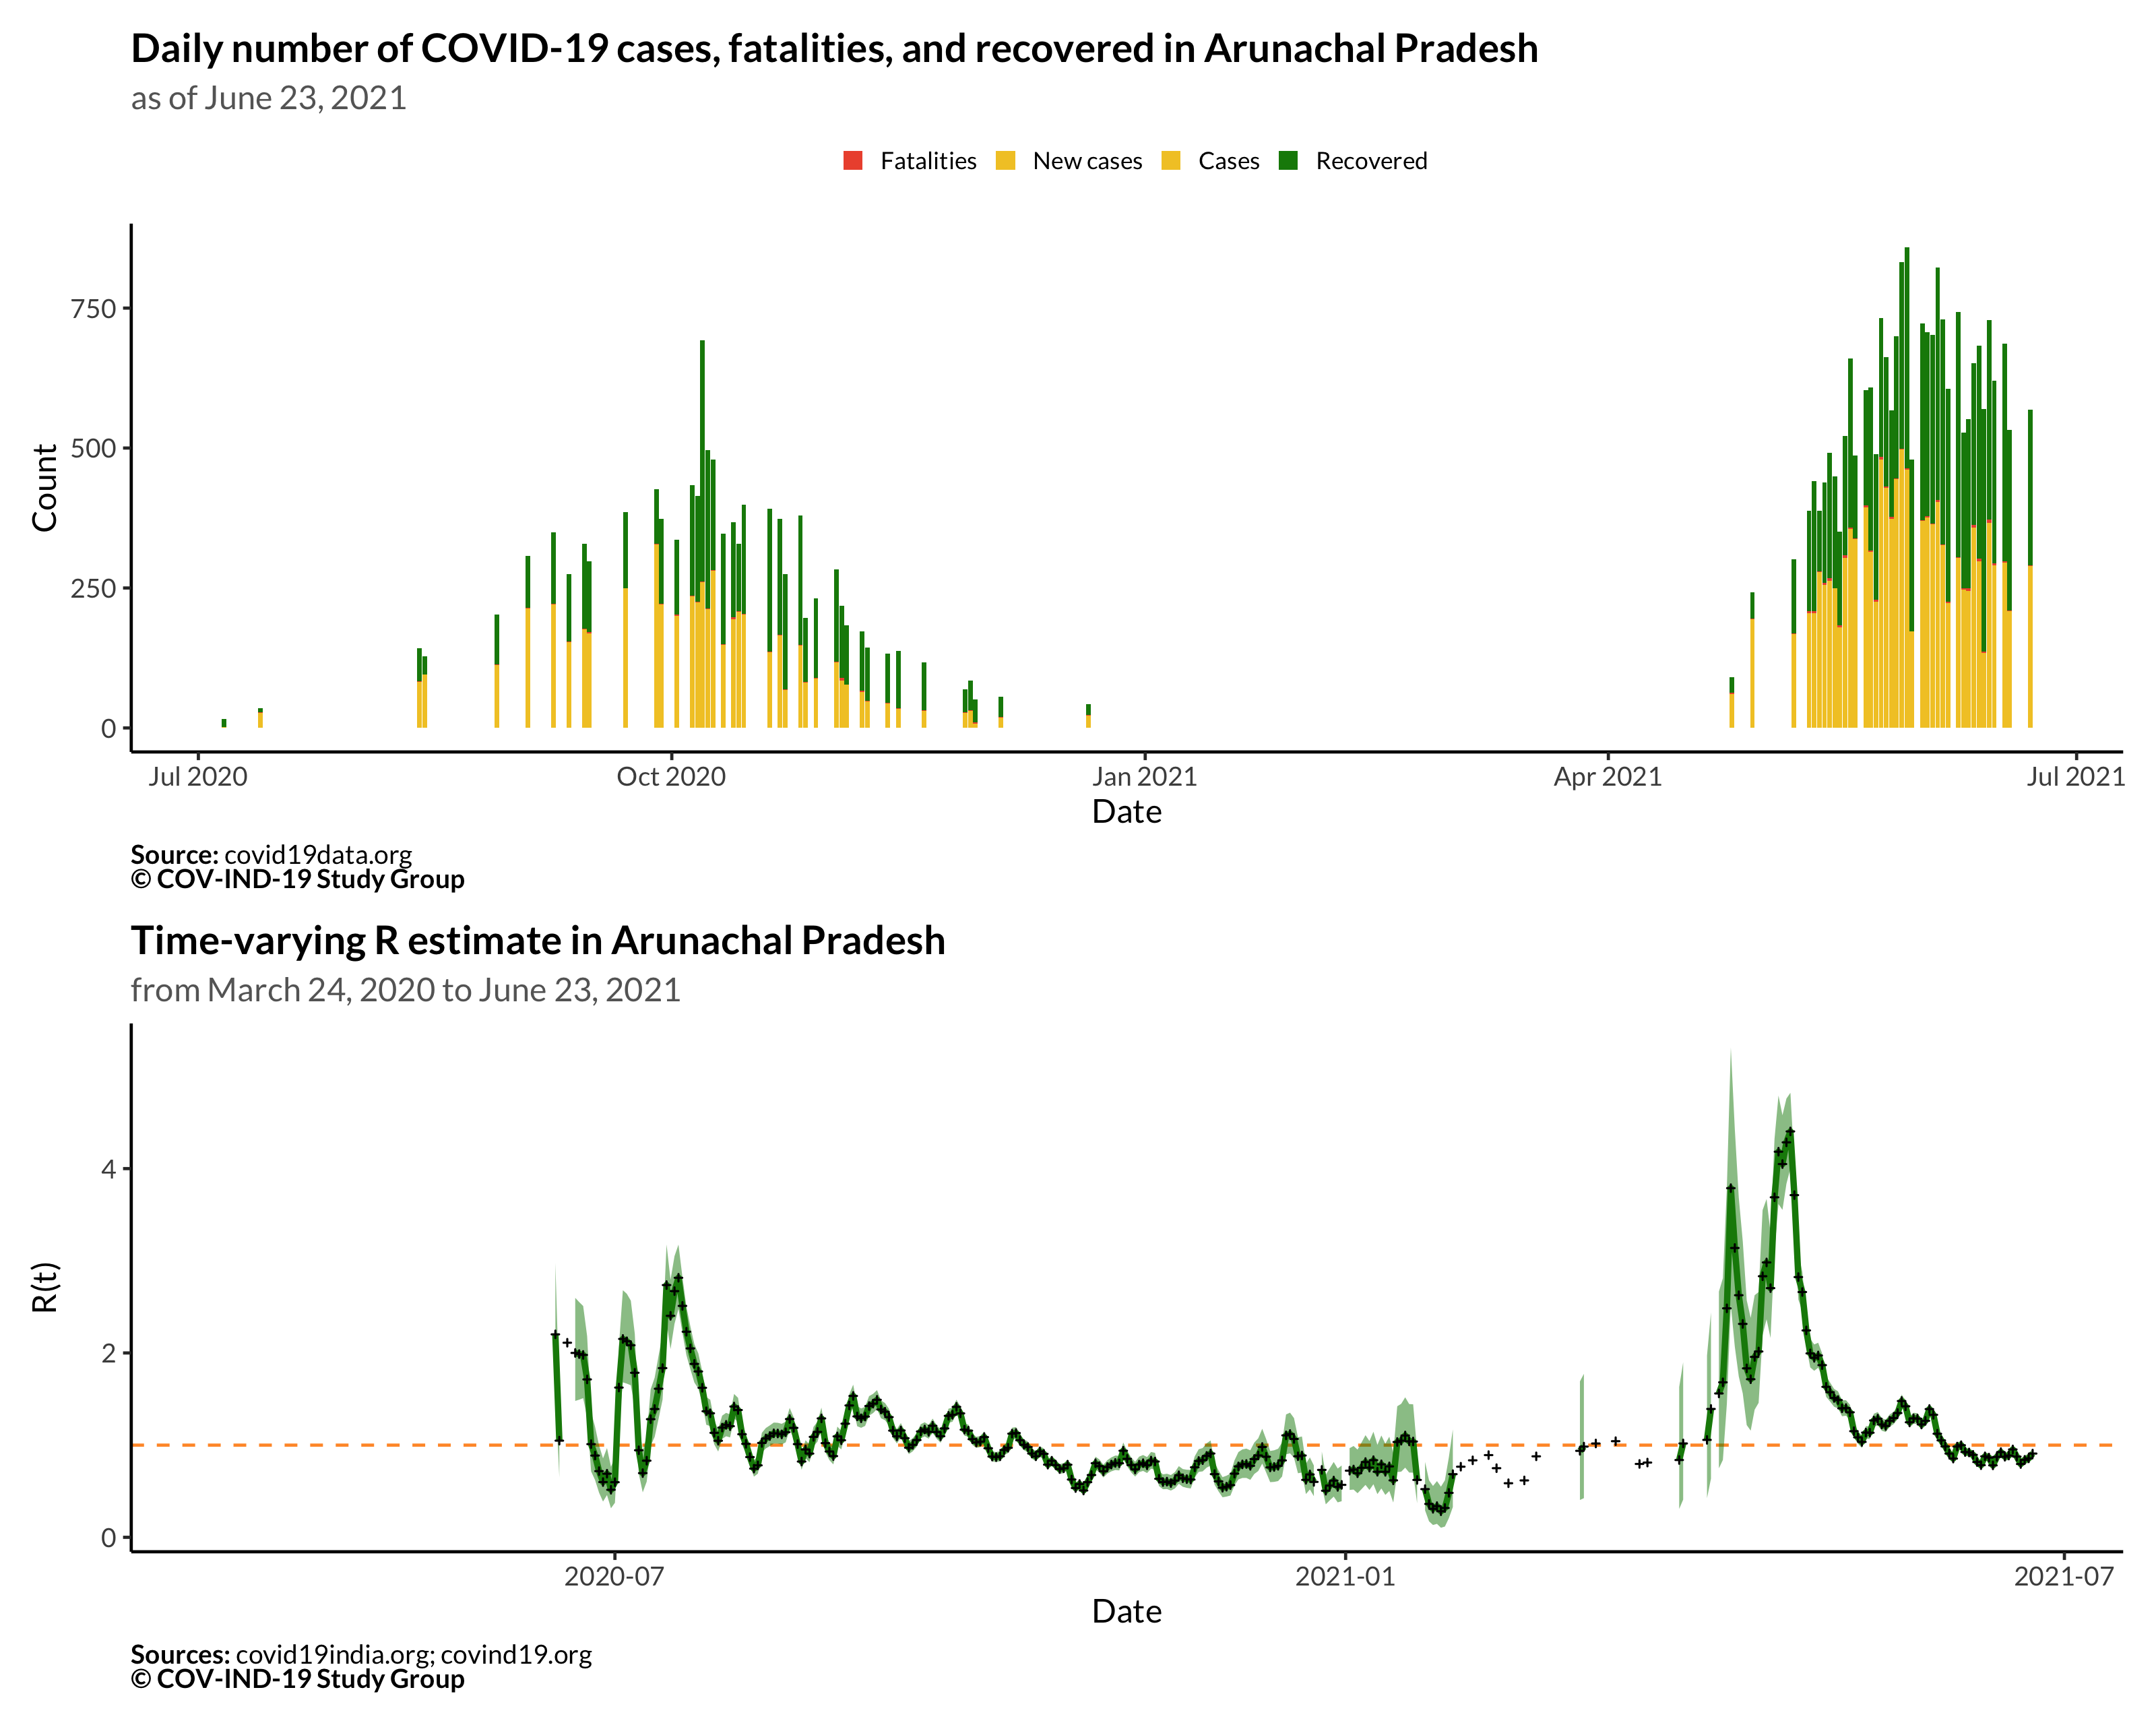 Daily number of COVID-19 cases, fatalities, and recovered in Arunachal Pradesh
as of June 23, 2021
Fatalities New cases Cases Recovered
Count
750
500
250
0
Jul 2020 Oct 2020 Jan 2021 Apr 2021 Jul 2021
Date
Source: covid19data.org
© COV-IND-19 Study Group
Time-varying R estimate in Arunachal Pradesh
from March 24, 2020 to June 23, 2021
R(t)
4
2
0
2020-07 2021-01 2021-07
Date
Sources: covid19india.org; covind19.org
© COV-IND-19 Study Group